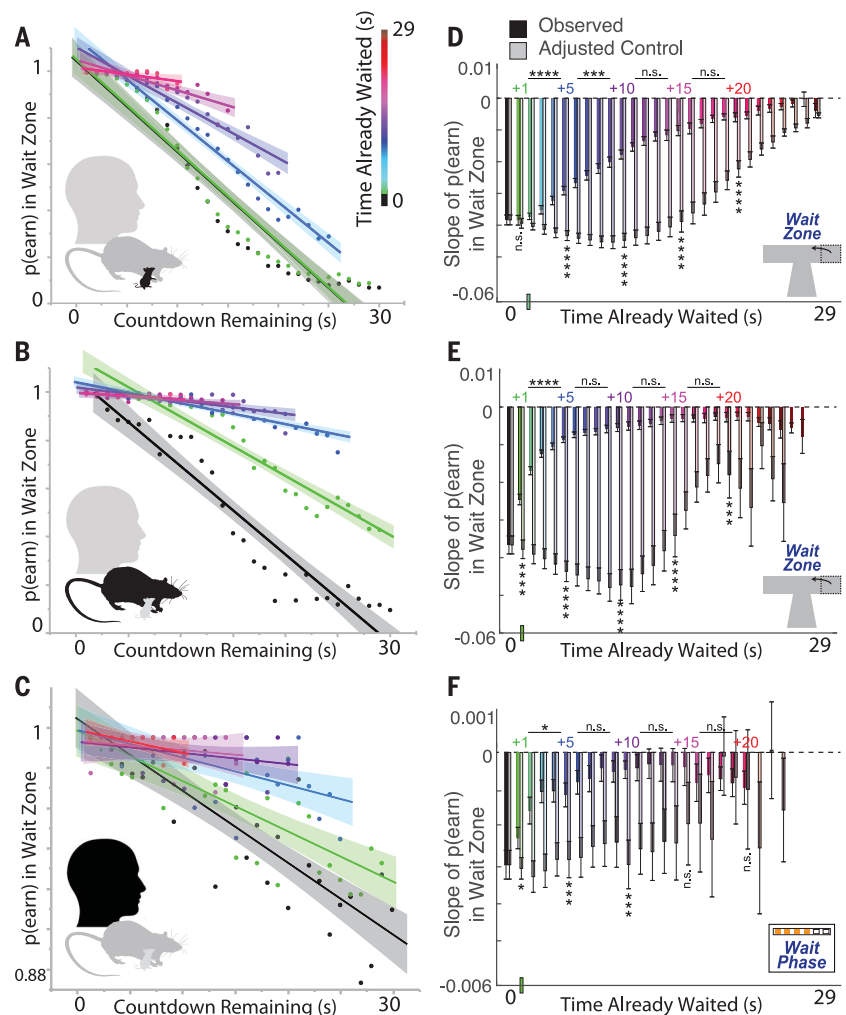 A
1
p(earn) in Wait Zone
0
0
Countdown Remaining (s)
30
Time Already Waited (s)
29
0
B
1
p(earn) in Wait Zone
0
0
Countdown Remaining (s)
30
C
1
p(earn) in Wait Zone
0.88
0
Countdown Remaining (s)
30
Observed
Adjusted Control
D
0.01
0
-0.06
Slope of p(earn)
in Wait Zone
**** *** n.s. n.s.
+1 +5 +10 +15 +20
n.s. **** **** **** ****
Wait
Zone
0 Time Already Waited (s) 29
E
0.01
0
-0.06
Slope of p(earn)
in Wait Zone
**** n.s. n.s. n.s.
+1 +5 +10 +15 +20
**** **** **** **** ***
Wait
Zone
0 Time Already Waited (s) 29
F
0.001
0
-0.006
Slope of p(earn)
in Wait Zone
* n.s. n.s. n.s.
+1 +5 +10 +15 +20
* *** *** n.s. n.s.
Wait
Phase
0 Time Already Waited (s) 29